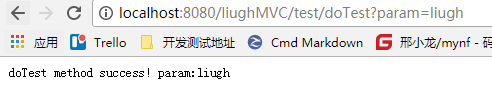 localhost:8080/liughMVC/test/doTest?param=liugh
应用 Trello 开发测试地址 Cmd Markdown 邢小龙/mynf - 码
doTest method success! param:liugh